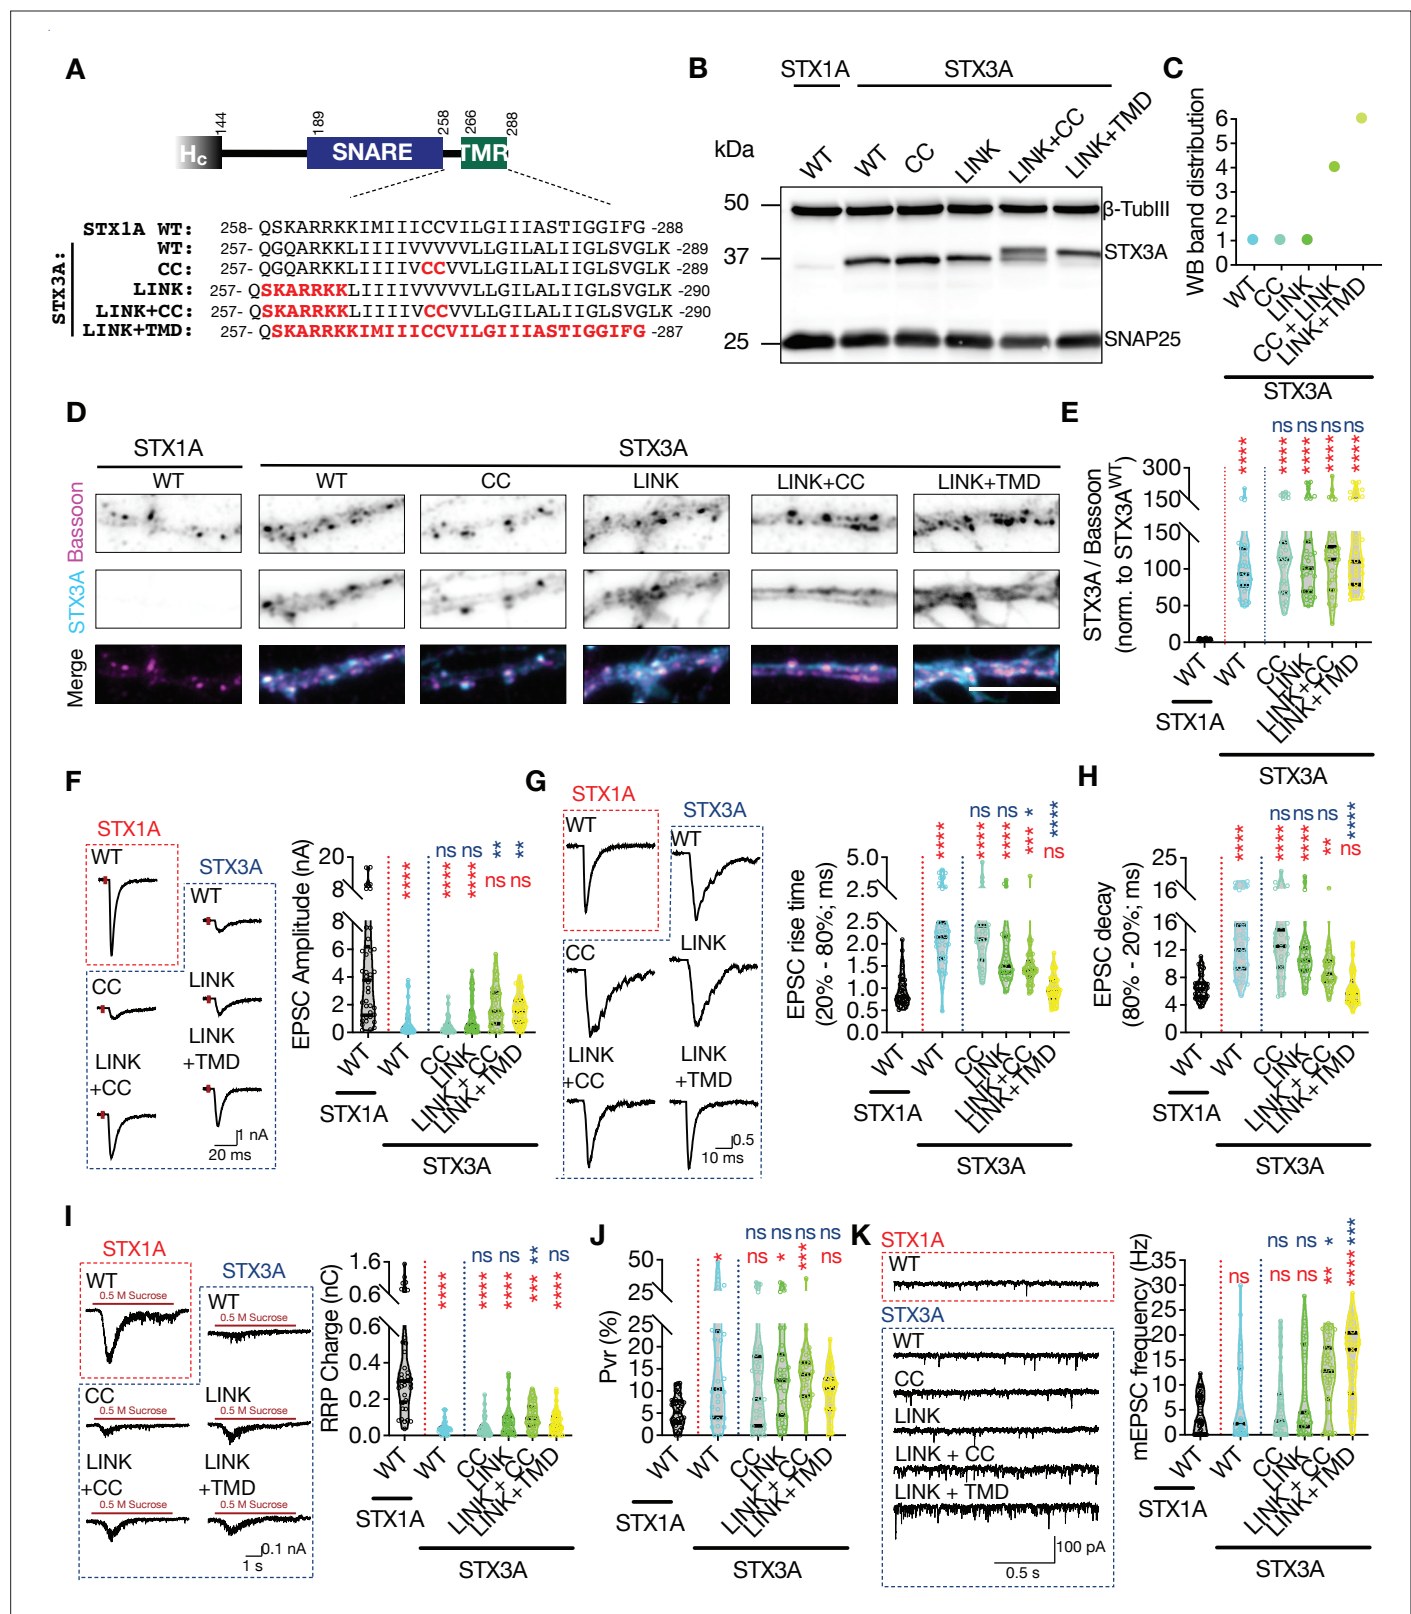 A
H_C
144
189
SNARE
258
266
TMR
288
STX1A WT: 258- QSKARRKKIMIIICCVILGIIIASTIGGIFG -288
STX3A:
WT: 257- QGQARRKKLIIIIVVVVVLLGILALIIGLSVGLK -289
CC: 257- QGQARRKKLIIIIVCCVVLLGILALIIGLSVGLK -289
LINK: 257- QSKARRKKLIIIIVVVVVLLGILALIIGLSVGLK -290
LINK+CC: 257- QSKARRKKLIIIIVCCVVLLGILALIIGLSVGLK -290
LINK+TMD: 257- QSKARRKKIMIIICCVILGIIIASTIGGIFG -287
B
STX1A STX3A
kDa WT WT CC LINK LINK+CC LINK+TMD
50 β-TubIII
37 STX3A
25 SNAP25
C
WB band distribution
6
5
4
3
2
1
0
WT CC LINK CC + LINK LINK+TMD
STX3A
D
STX1A STX3A
WT WT CC LINK LINK+CC LINK+TMD
Bassoon
STX3A
Merge
E
STX3A / Bassoon
(norm. to STX3A^WT)
ns ns ns ns
**** **** **** **** ****
300
150
150
100
50
0
WT WT CC LINK LINK+CC LINK+TMD
STX1A
STX3A
F
STX1A
WT
STX3A
WT
CC LINK
LINK +CC
LINK +TMD
1 nA
20 ms
EPSC Amplitude (nA)
ns ns ** **
**** **** **** ns ns
20
8
8
6
4
2
0
WT WT CC LINK LINK+CC LINK+TMD
STX1A
STX3A
G
STX1A
WT
STX3A
WT
CC LINK
LINK +CC
LINK +TMD
0.5
10 ms
EPSC rise time
(20% - 80%, ms)
ns ns * ****
**** **** **** *** ns
5.0
2.5
2.5
2.0
1.5
1.0
0.5
0.0
WT WT CC LINK LINK+CC LINK+TMD
STX1A
STX3A
H
EPSC decay
(80% - 20%, ms)
ns ns ns ****
**** **** **** ** ns
25
16
16
12
8
4
0
WT WT CC LINK LINK+CC LINK+TMD
STX1A
STX3A
I
STX1A
WT
0.5 M Sucrose
STX3A
WT
0.5 M Sucrose
CC LINK
0.5 M Sucrose 0.5 M Sucrose
LINK +CC
LINK +TMD
0.5 M Sucrose 0.5 M Sucrose
0.1 nA
1 s
RRP Charge (nC)
ns ns ** ns
**** **** **** *** ****
1.6
0.6
0.6
0.4
0.2
0.0
WT WT CC LINK LINK + CC LINK+TMD
STX1A
STX3A
J
Pvr (%)
ns ns ns ns
* ns * *** ns
50
25
25
20
15
10
5
0
WT WT CC LINK LINK + CC LINK+TMD
STX1A
STX3A
K
STX1A
WT
STX3A
WT
CC
LINK
LINK + CC
LINK + TMD
100 pA
0.5 s
mEPSC frequency (Hz)
ns ns * ***
ns ns ns ** ****
35
30
25
20
15
10
5
0
WT WT CC LINK LINK + CC LINK+TMD
STX1A
STX3A